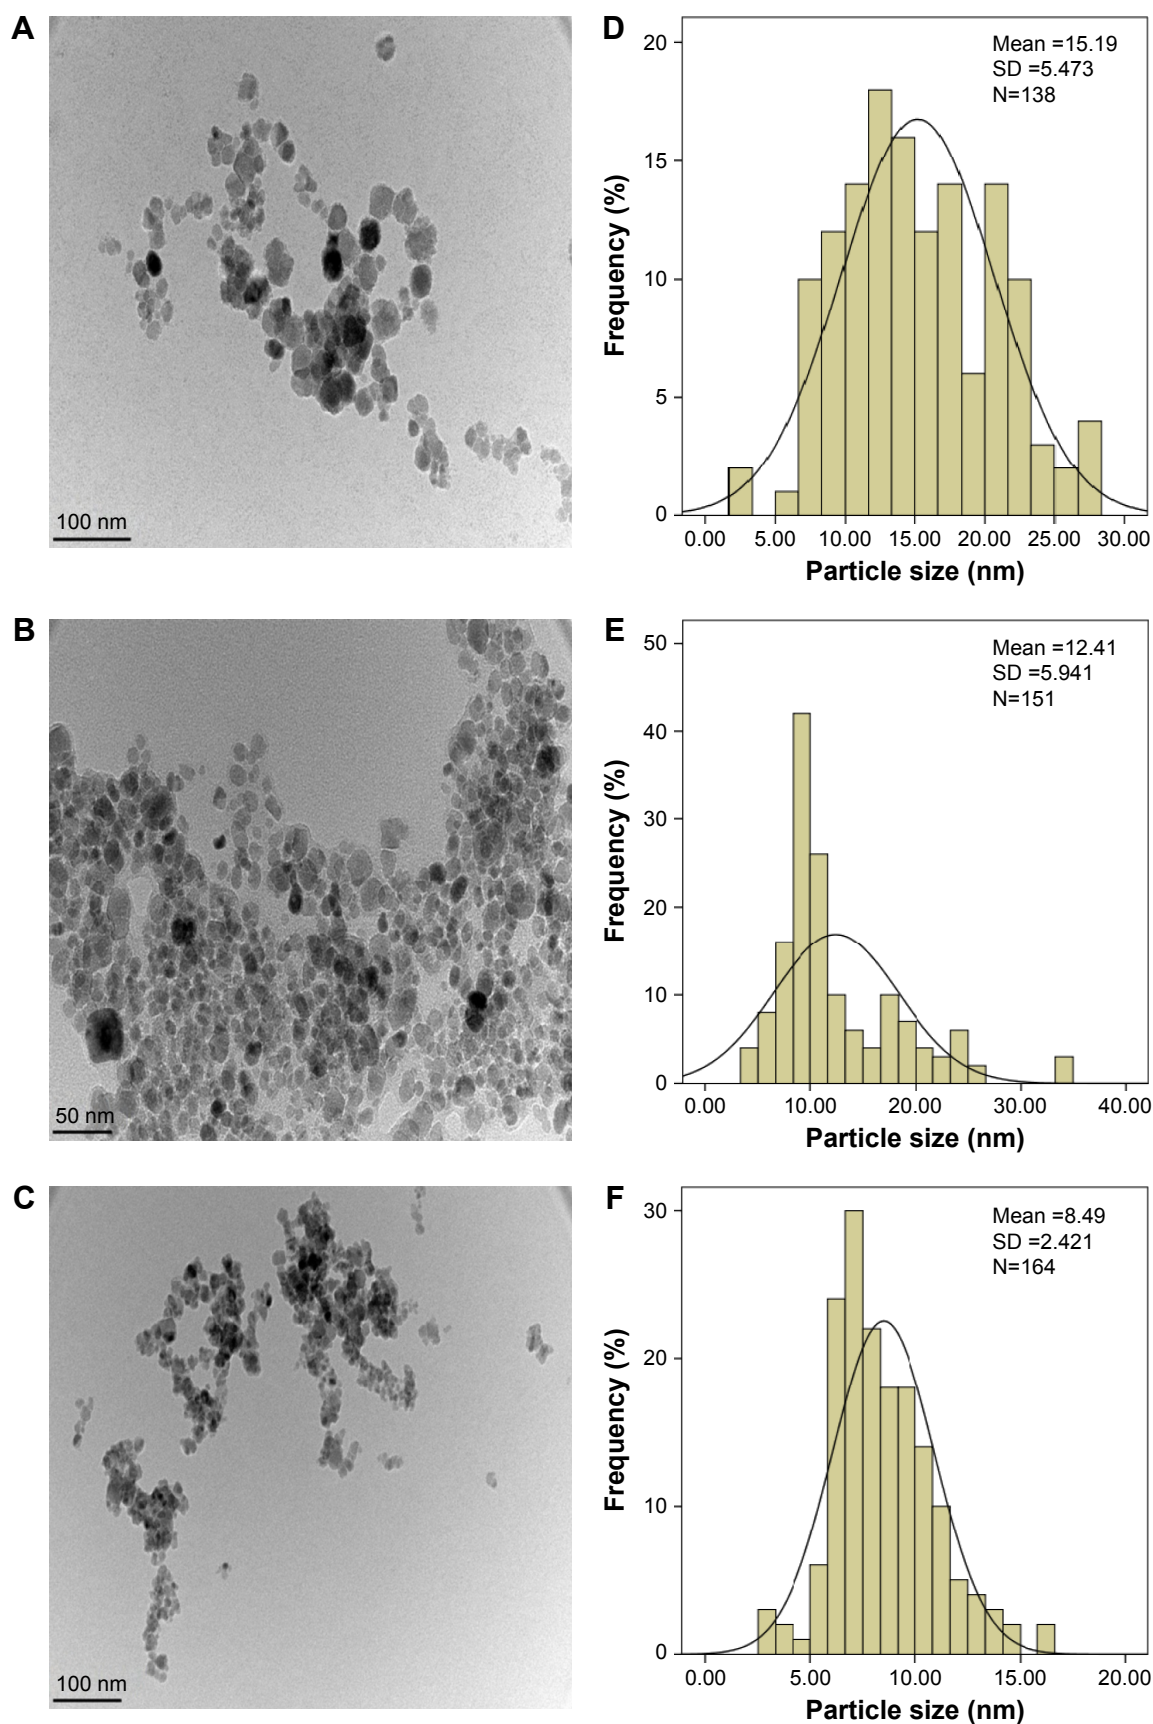 A
100 nm
D
Mean =15.19
SD =5.473
N=138
Frequency (%)
20
15
10
5
0
0.00 5.00 10.00 15.00 20.00 25.00 30.00
Particle size (nm)
B
50 nm
E
Mean =12.41
SD =5.941
N=151
Frequency (%)
50
40
30
20
10
0
0.00 10.00 20.00 30.00 40.00
Particle size (nm)
C
100 nm
F
Mean =8.49
SD =2.421
N=164
Frequency (%)
30
20
10
0
0.00 5.00 10.00 15.00 20.00
Particle size (nm)